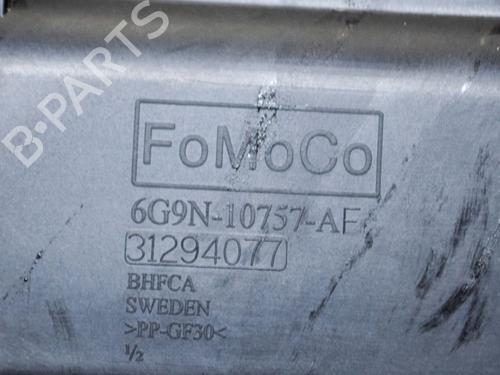 B-PARTS
FoMoCo
6G9N-10757-AF
31294077
BHFCA
SWEDEN
>PP-GF30<
½